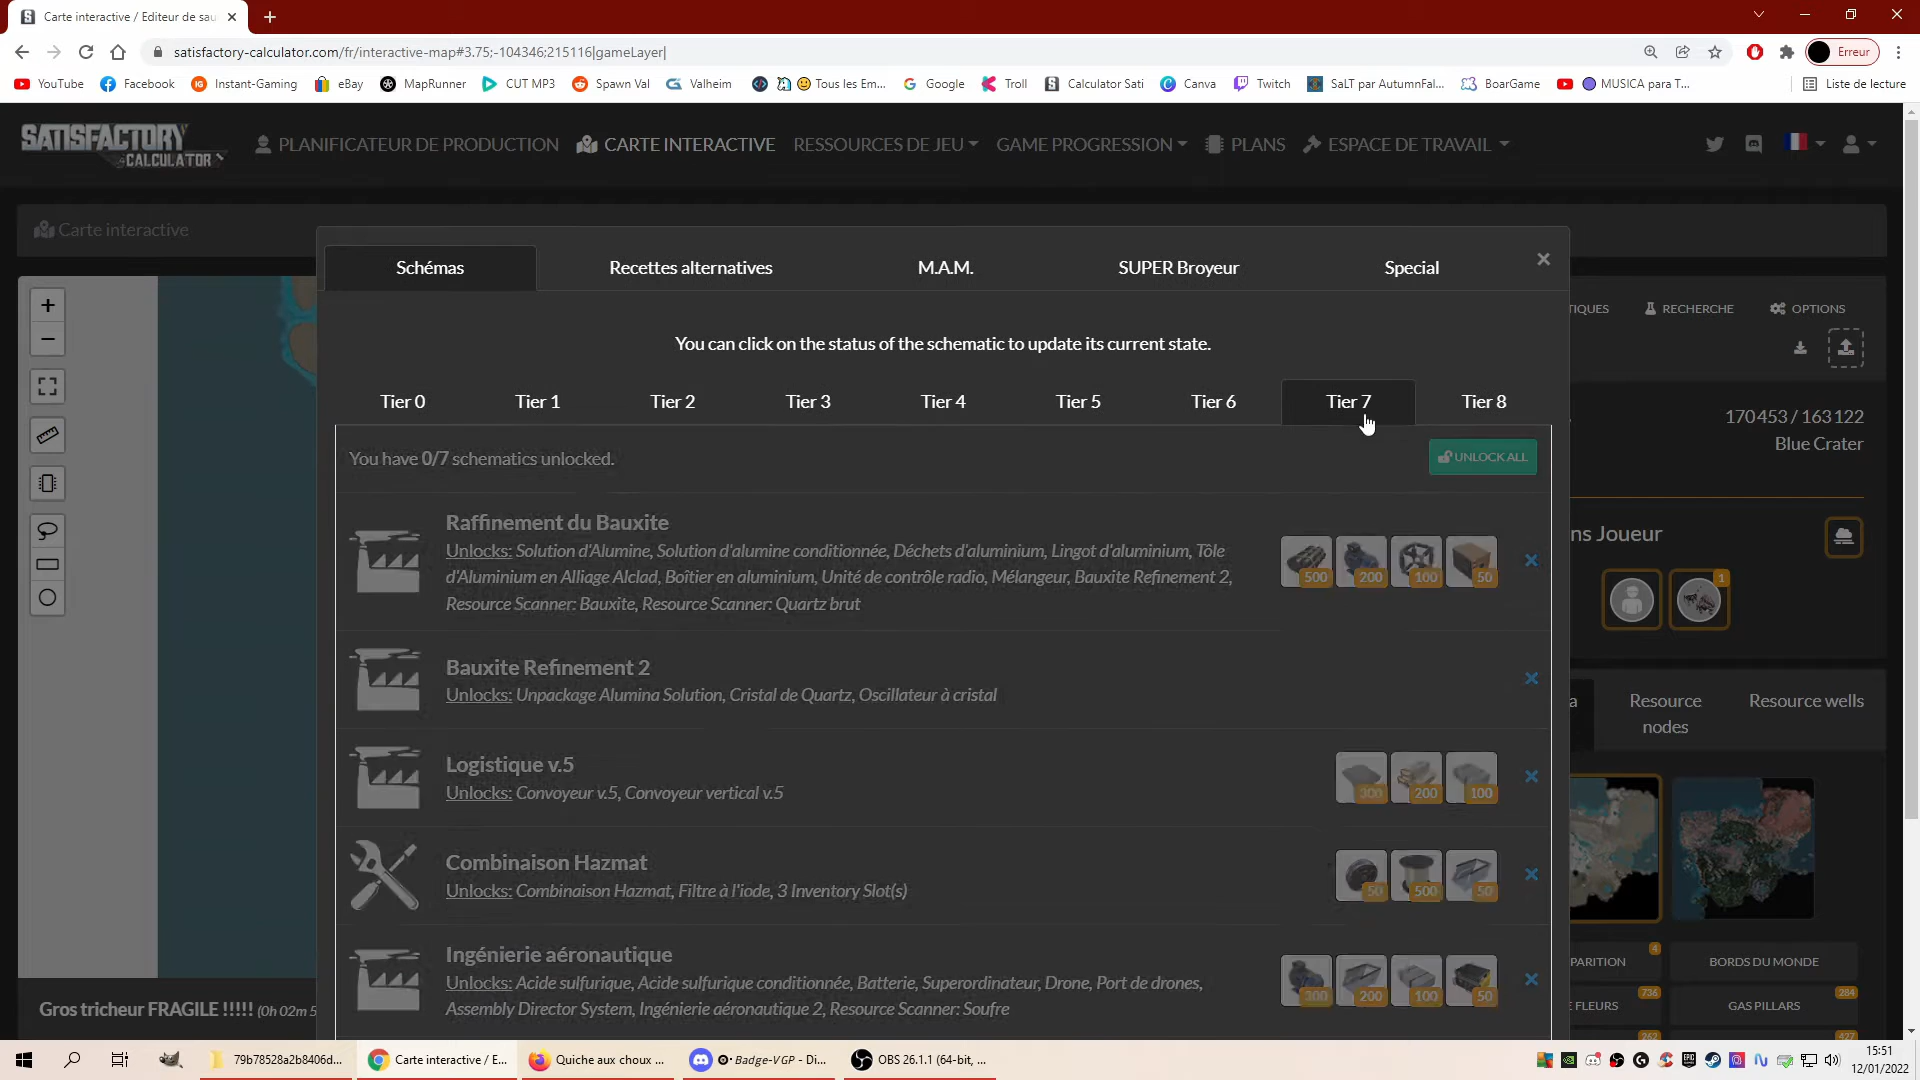 Carte interactive / Editeur de sau
satisfactory-calculator.com/fr/interactive-map#3.75;-104346;215116|gameLayer|
Erreur
YouTube
Facebook
Instant-Gaming
eBay
MapRunner
CUT MP3
Spawn Val
Valheim
Tous les Em...
Google
Troll
Calculator Sati
Canva
Twitch
SaLT par AutumnFal...
BoarGame
MUSICA para T...
Liste de lecture
SATISFACTORY
CALCULATOR
PLANIFICATEUR DE PRODUCTION
CARTE INTERACTIVE
RESSOURCES DE JEU
GAME PROGRESSION
PLANS
ESPACE DE TRAVAIL
Carte interactive
Schémas
Recettes alternatives
M.A.M.
SUPER Broyeur
Special
TIQUES
RECHERCHE
OPTIONS
You can click on the status of the schematic to update its current state.
Tier 0
Tier 1
Tier 2
Tier 3
Tier 4
Tier 5
Tier 6
Tier 7
Tier 8
170453 / 163122
Blue Crater
You have 0/7 schematics unlocked.
UNLOCK ALL
Raffinement du Bauxite
Unlocks: Solution d'Alumine, Solution d'alumine conditionnée, Déchets d'aluminium, Lingot d'aluminium, Tôle
d'Aluminium en Alliage Alclad, Boîtier en aluminium, Unité de contrôle radio, Mélangeur, Bauxite Refinement 2,
Resource Scanner: Bauxite, Resource Scanner: Quartz brut
500
200
100
50
ns Joueur
1
Bauxite Refinement 2
Unlocks: Unpackage Alumina Solution, Cristal de Quartz, Oscillateur à cristal
a
Resource
nodes
Resource wells
Logistique v.5
Unlocks: Convoyeur v.5, Convoyeur vertical v.5
300
200
100
Combinaison Hazmat
Unlocks: Combinaison Hazmat, Filtre à l'iode, 3 Inventory Slot(s)
50
500
50
Ingénierie aéronautique
Unlocks: Acide sulfurique, Acide sulfurique conditionnée, Batterie, Superordinateur, Drone, Port de drones,
Assembly Director System, Ingénierie aéronautique 2, Resource Scanner: Soufre
300
200
100
50
PARITION
4
BORDS DU MONDE
E FLEURS
736
GAS PILLARS
284
Gros tricheur FRAGILE !!!!! (0h 02m 5
79b78528a2b8406d...
Carte interactive / E...
Quiche aux choux ...
Badge-VGP - Di...
OBS 26.1.1 (64-bit, ...
15:51
12/01/2022